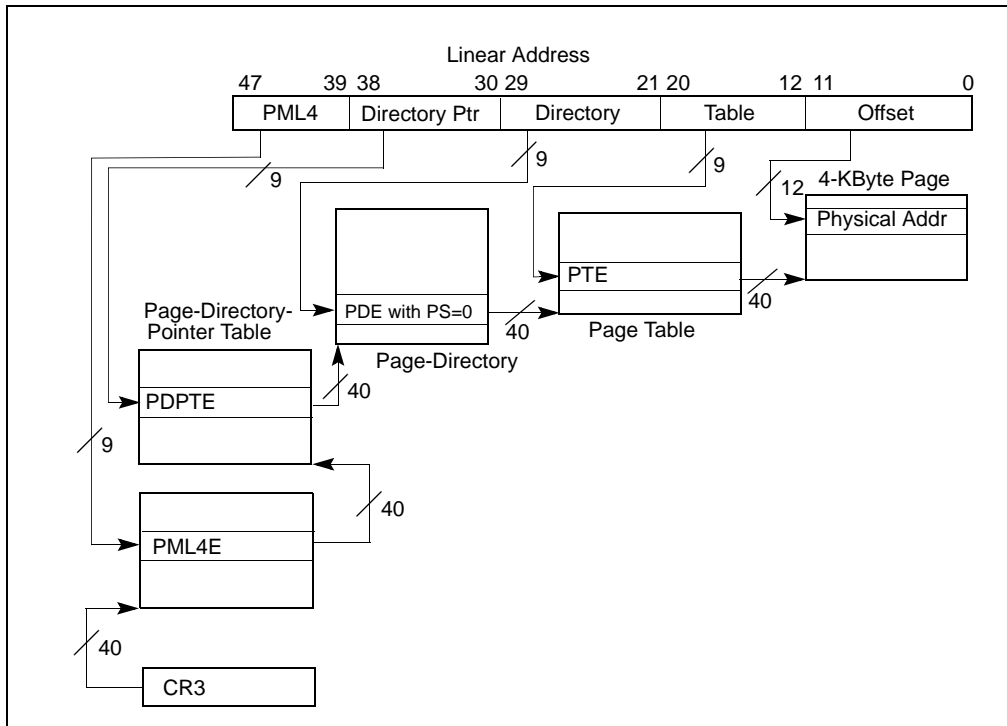 Linear Address
47 39 38 30 29 21 20 12 11 0
PML4 Directory Ptr Directory Table Offset
9 9 9 12 4-KByte Page
Physical Addr
PTE
40
PDE with PS=0
40
Page Table
Page-Directory-
Pointer Table
Page-Directory
40
PDPTE
9
40
PML4E
40
CR3